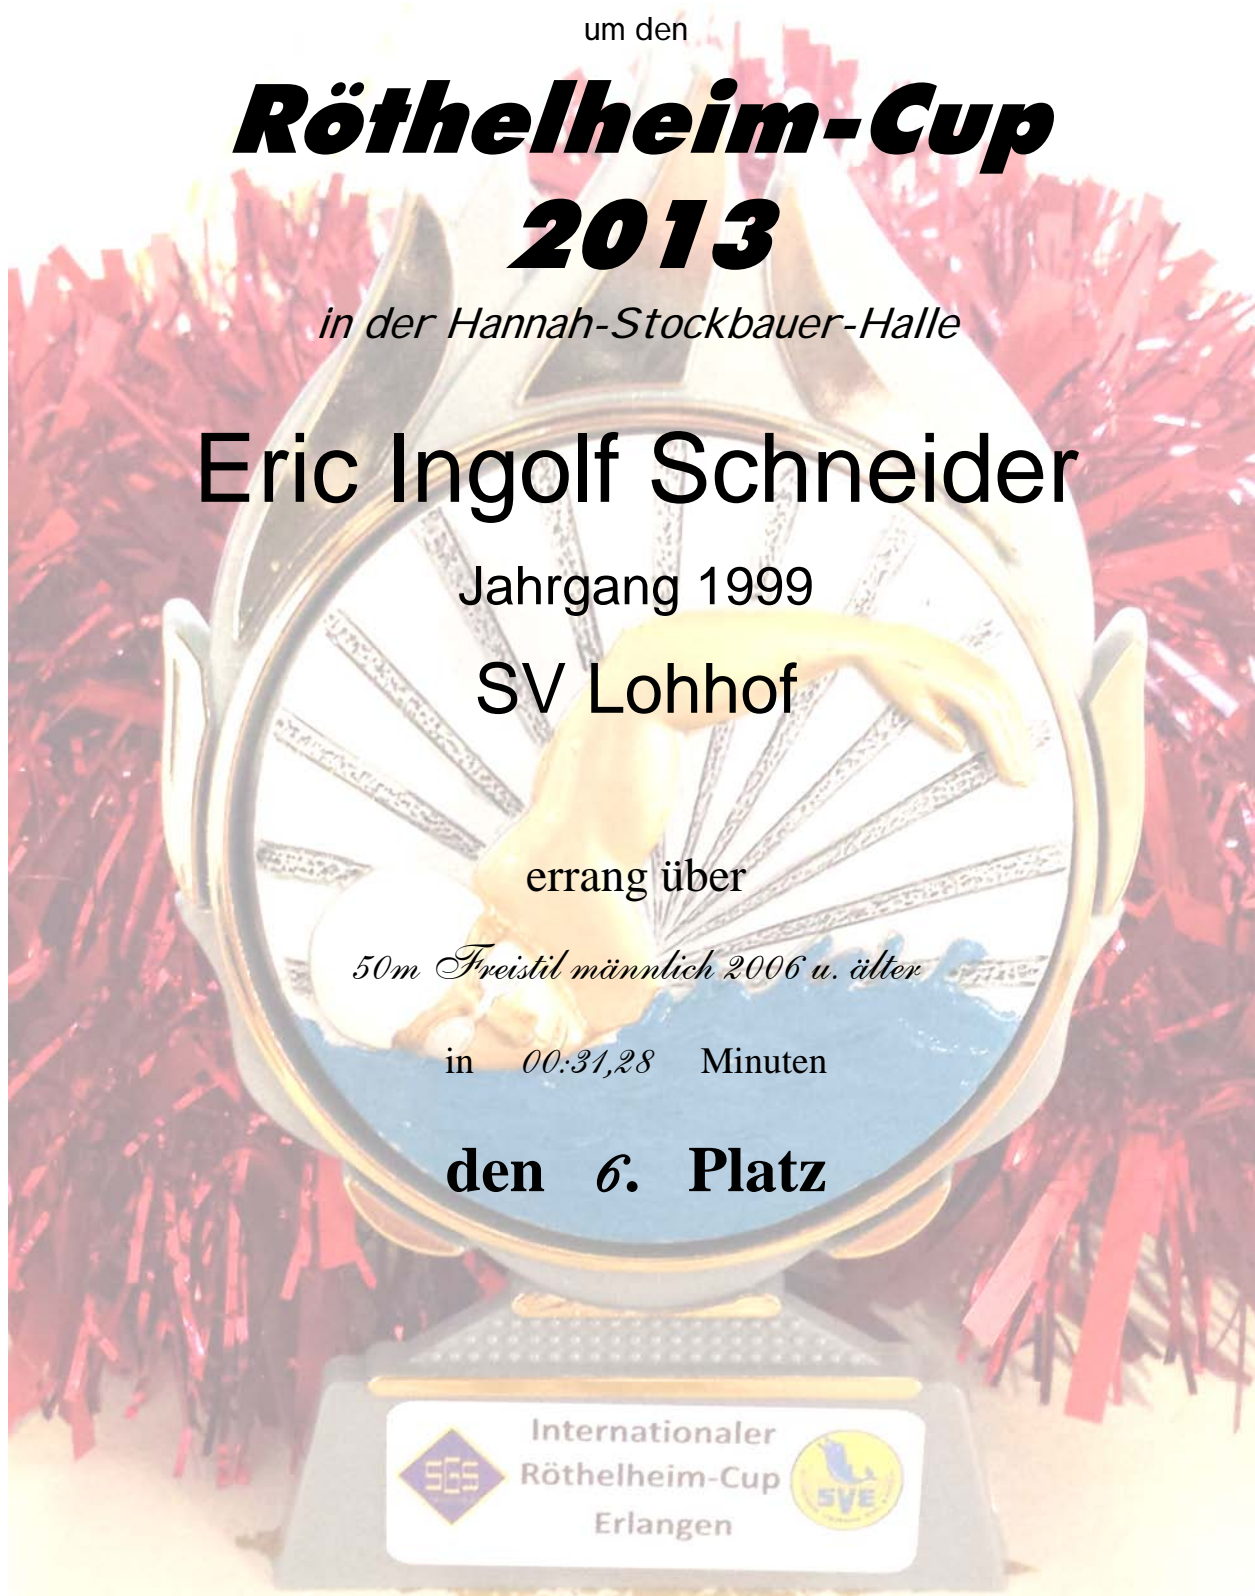 um den
Röthelheim-Cup
2013
in der Hannah-Stockbauer-Halle
Eric Ingolf Schneider
Jahrgang 1999
SV Lohhof
errang über
50m Freistil männlich 2006 u. älter
in 00:31,28 Minuten
den 6. Platz
Internationaler
SGS Röthelheim-Cup SVE
Erlangen